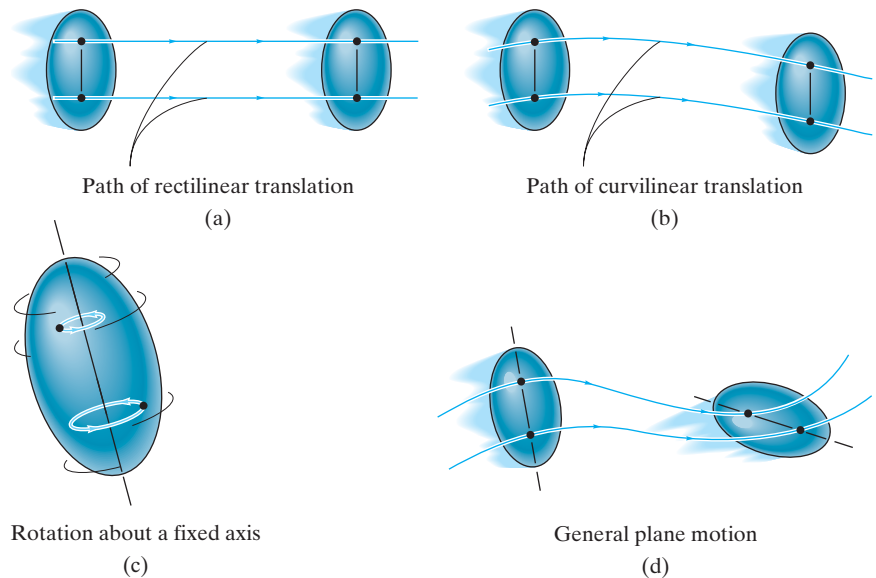 Path of rectilinear translation
(a)
Path of curvilinear translation
(b)
Rotation about a fixed axis
(c)
General plane motion
(d)